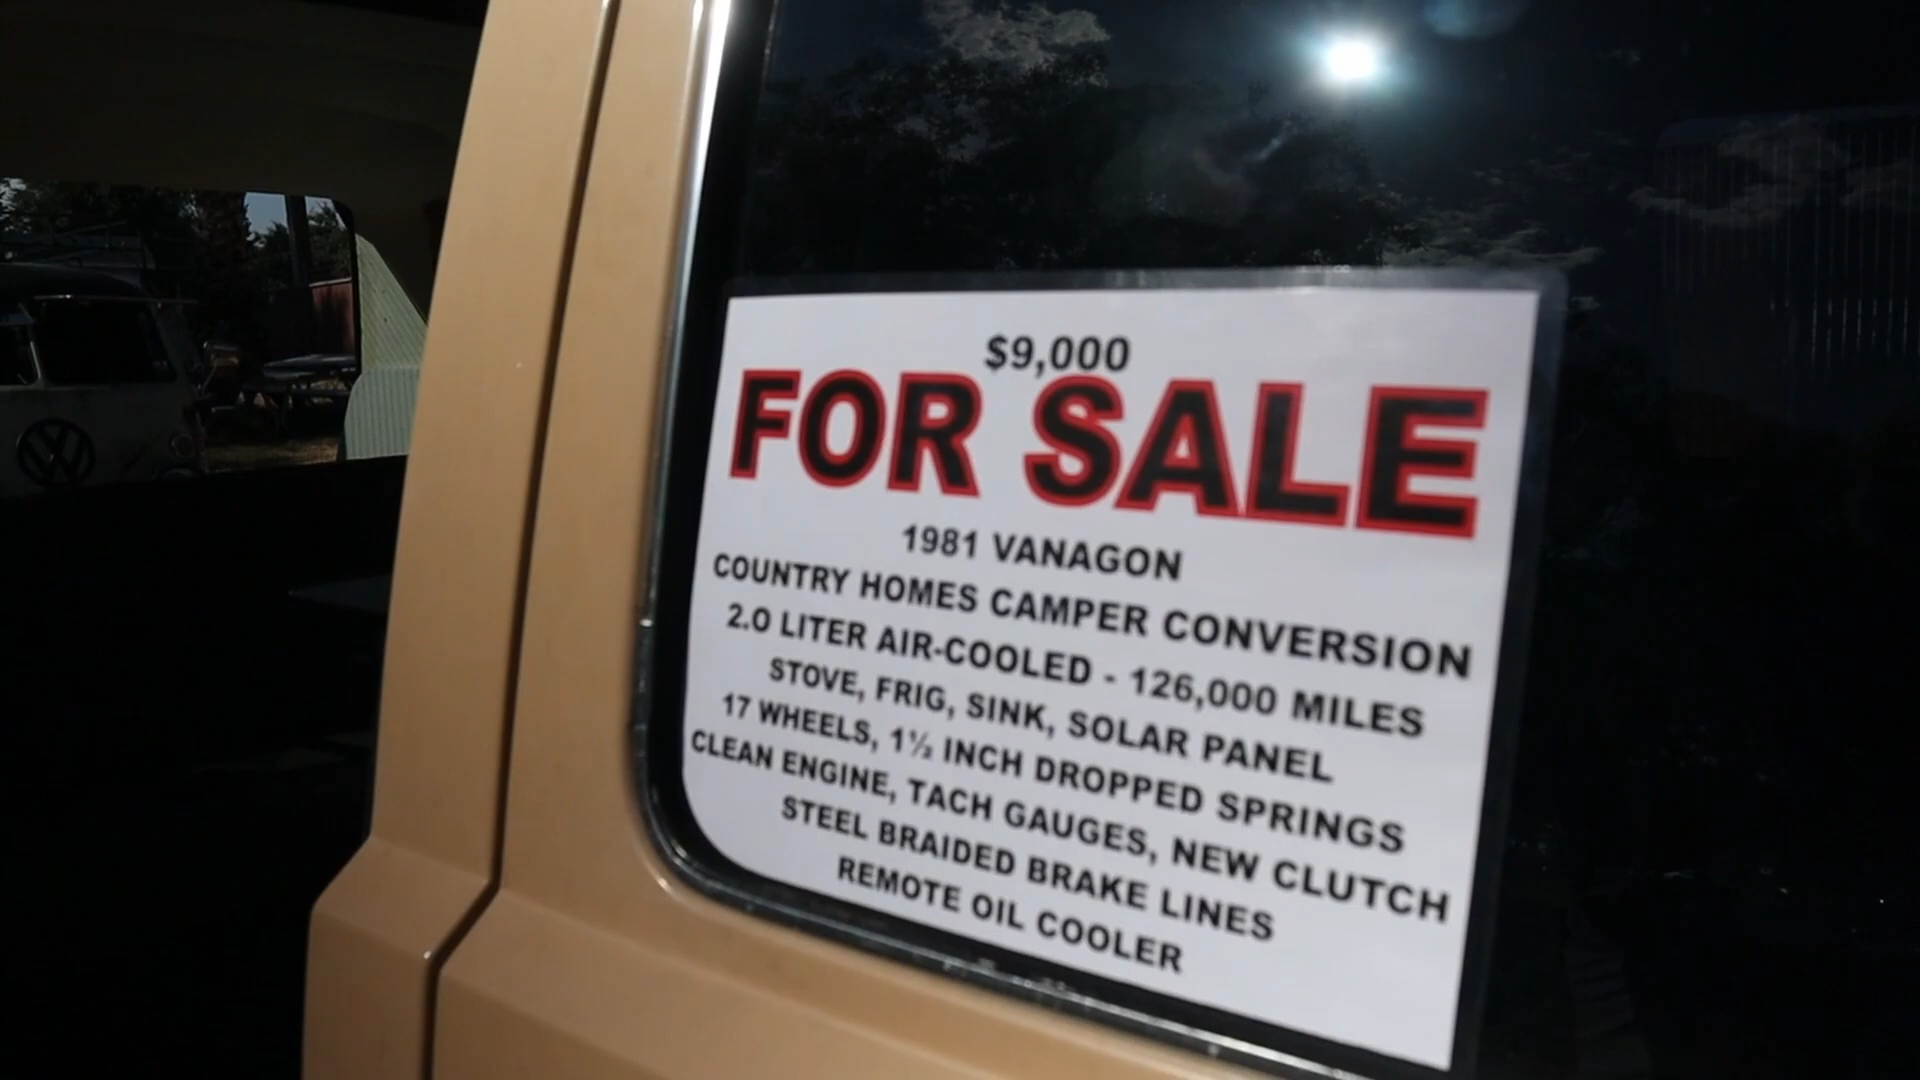 $9,000
FOR SALE
1981 VANAGON
COUNTRY HOMES CAMPER CONVERSION
2.0 LITER AIR-COOLED - 126,000 MILES
STOVE, FRIG, SINK, SOLAR PANEL
17 WHEELS, 1½ INCH DROPPED SPRINGS
CLEAN ENGINE, TACH GAUGES, NEW CLUTCH
STEEL BRAIDED BRAKE LINES
REMOTE OIL COOLER